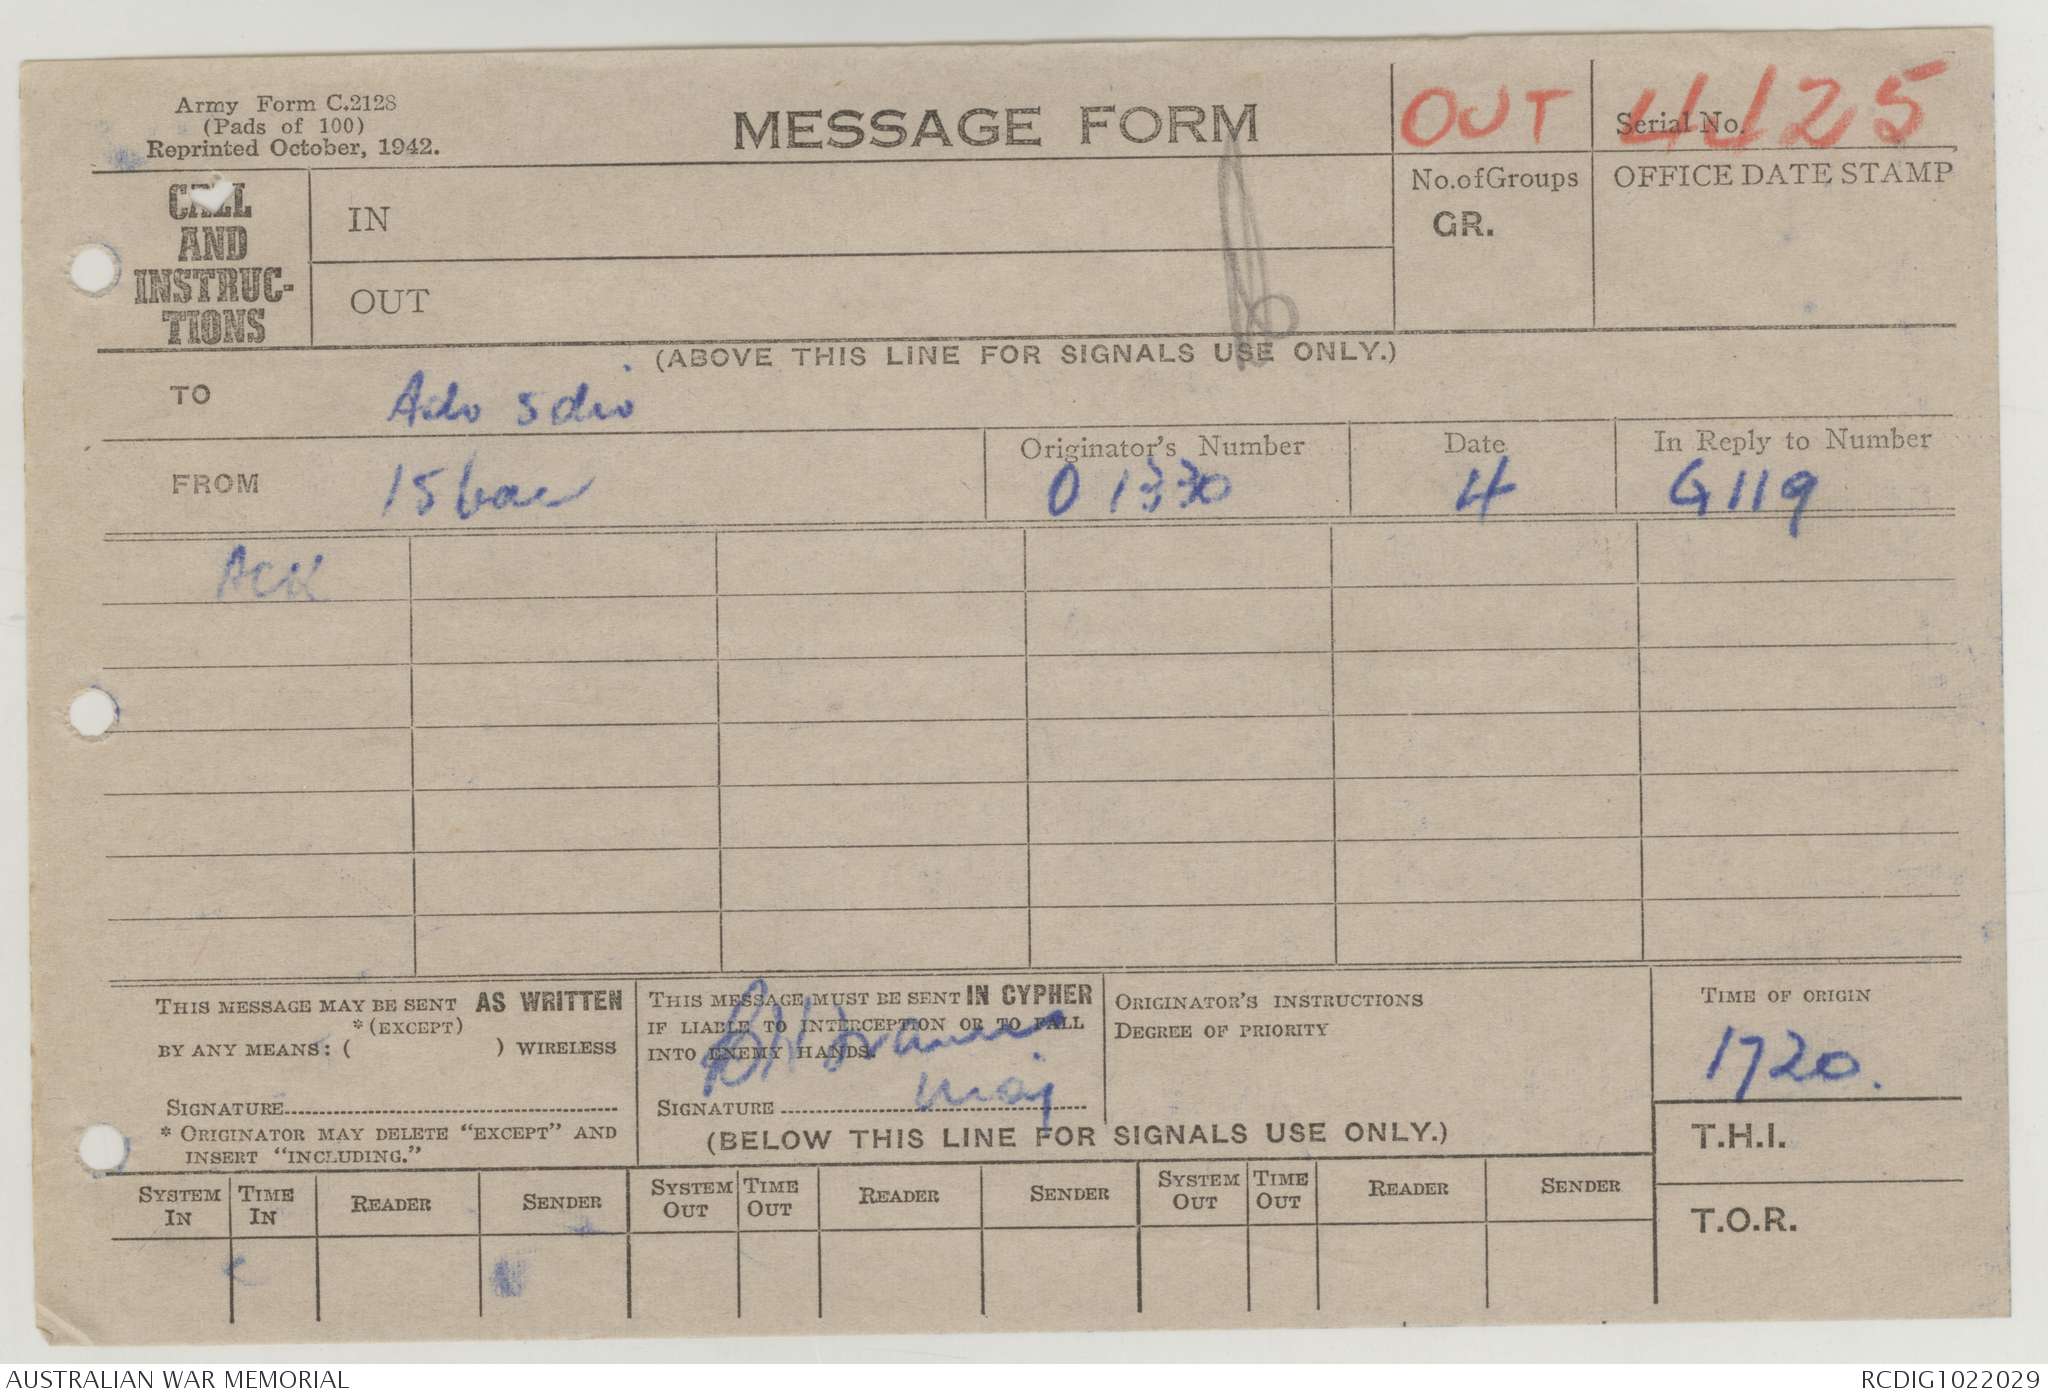 Army Form C.2128
(Pads of 100)
Reprinted October, 1942.
MESSAGE FORM
OUT
Serial No. 4/125
CALL AND INSTRUC-TIONS
IN
OUT
No. of Groups
GR.
OFFICE DATE STAMP
(ABOVE THIS LINE FOR SIGNALS USE ONLY.)
TO Adv 5 div
FROM 15 bde
Originator's Number
O 1330
Date
4
In Reply to Number
G119
ACK
THIS MESSAGE MAY BE SENT AS WRITTEN
*(EXCEPT)
BY ANY MEANS: ( ) WIRELESS
SIGNATURE
* ORIGINATOR MAY DELETE "EXCEPT" AND
INSERT "INCLUDING."
THIS MESSAGE MUST BE SENT IN CYPHER
IF LIABLE TO INTERCEPTION OR TO FALL
INTO ENEMY HANDS.
Maj
SIGNATURE
ORIGINATOR'S INSTRUCTIONS
DEGREE OF PRIORITY
TIME OF ORIGIN
1720.
(BELOW THIS LINE FOR SIGNALS USE ONLY.)
T.H.I.
T.O.R.
SYSTEM IN
TIME IN
READER
SENDER
SYSTEM OUT
TIME OUT
READER
SENDER
SYSTEM OUT
TIME OUT
READER
SENDER
AUSTRALIAN WAR MEMORIAL
RCDIG1022029